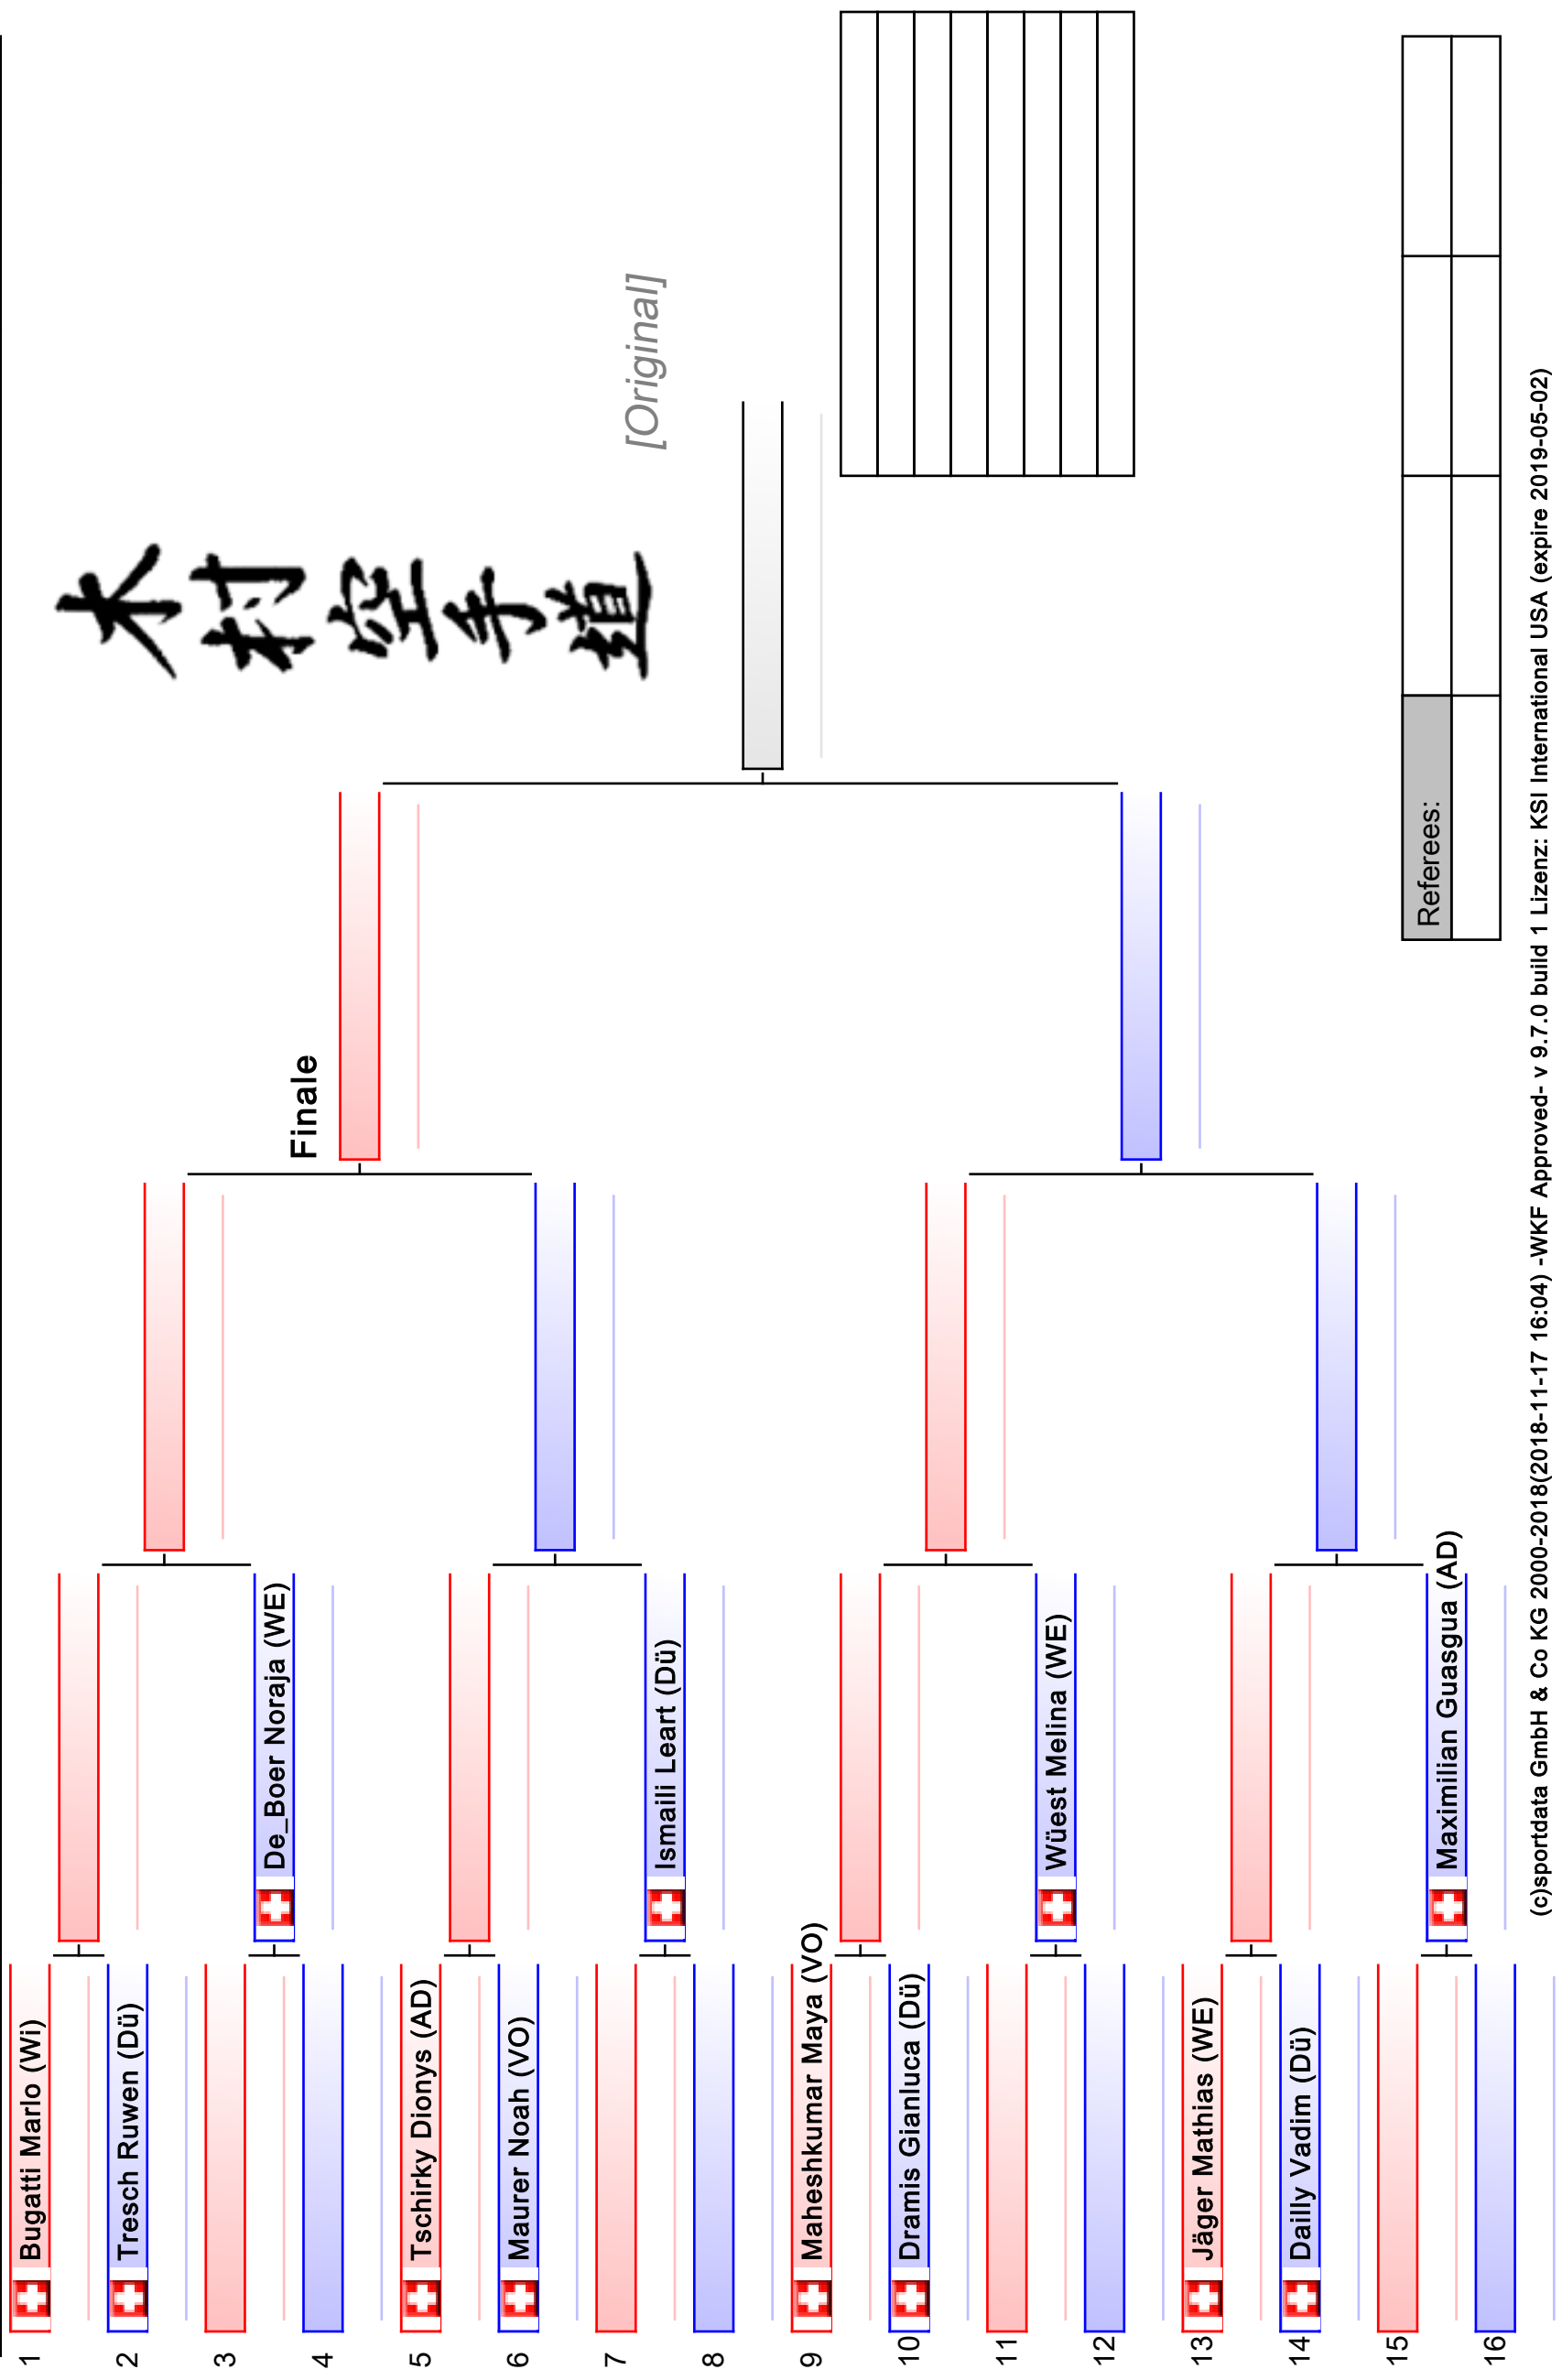 木村空手道
[Original]
Finale
1 Bugatti Marlo (Wi)
2 Tresch Ruwen (Dü)
3
De_Boer Noraja (WE)
4
5 Tschirky Dionys (AD)
6 Maurer Noah (VO)
7
Ismaili Leart (Dü)
8
9 Maheshkumar Maya (VO)
10 Dramis Gianluca (Dü)
11
Wüest Melina (WE)
12
13 Jäger Mathias (WE)
14 Dailly Vadim (Dü)
15
Maximilian Guasgua (AD)
16
Referees:
(c)sportdata GmbH & Co KG 2000-2018(2018-11-17 16:04) -WKF Approved- v 9.7.0 build 1 Lizenz: KSI International USA (expire 2019-05-02)